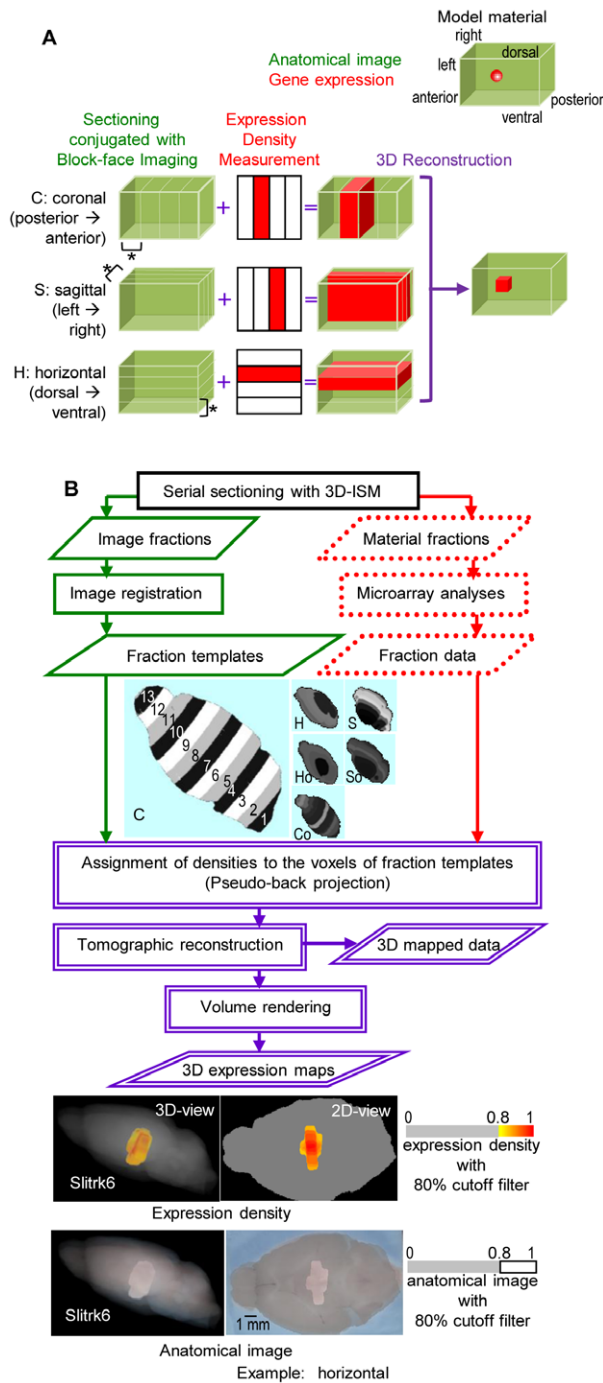 A
Model material
right
dorsal
left
anterior
posterior
ventral
Anatomical image
Gene expression
Sectioning
conjugated with
Block-face Imaging
Expression
Density
Measurement
3D Reconstruction
C: coronal
(posterior →
anterior)
+
=
*
*
S: sagittal
(left →
right)
+
=
H: horizontal
(dorsal →
ventral)
+
=
*
B
Serial sectioning with 3D-ISM
Image fractions
Material fractions
Image registration
Microarray analyses
Fraction templates
Fraction data
13
12
11
10
9
8
7
6
5
4
3
2
1
C
H
S
Ho
So
Co
Assignment of densities to the voxels of fraction templates
(Pseudo-back projection)
Tomographic reconstruction
3D mapped data
Volume rendering
3D expression maps
3D-view
2D-view
Slitrk6
0 0.8 1
expression density
with
80% cutoff filter
Expression density
Slitrk6
1 mm
0 0.8 1
anatomical image
with
80% cutoff filter
Anatomical image
Example: horizontal